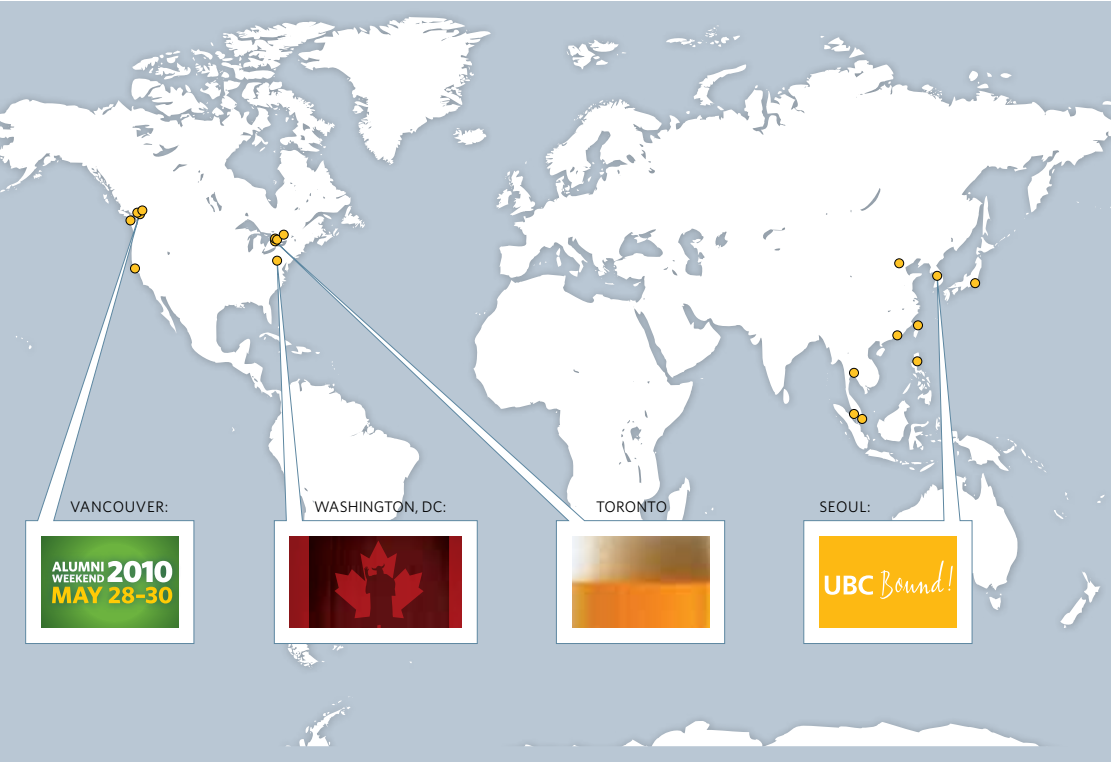 VANCOUVER:
ALUMNI
WEEKEND 2010
MAY 28-30
WASHINGTON, DC:
TORONTO
SEOUL:
UBC Bound!